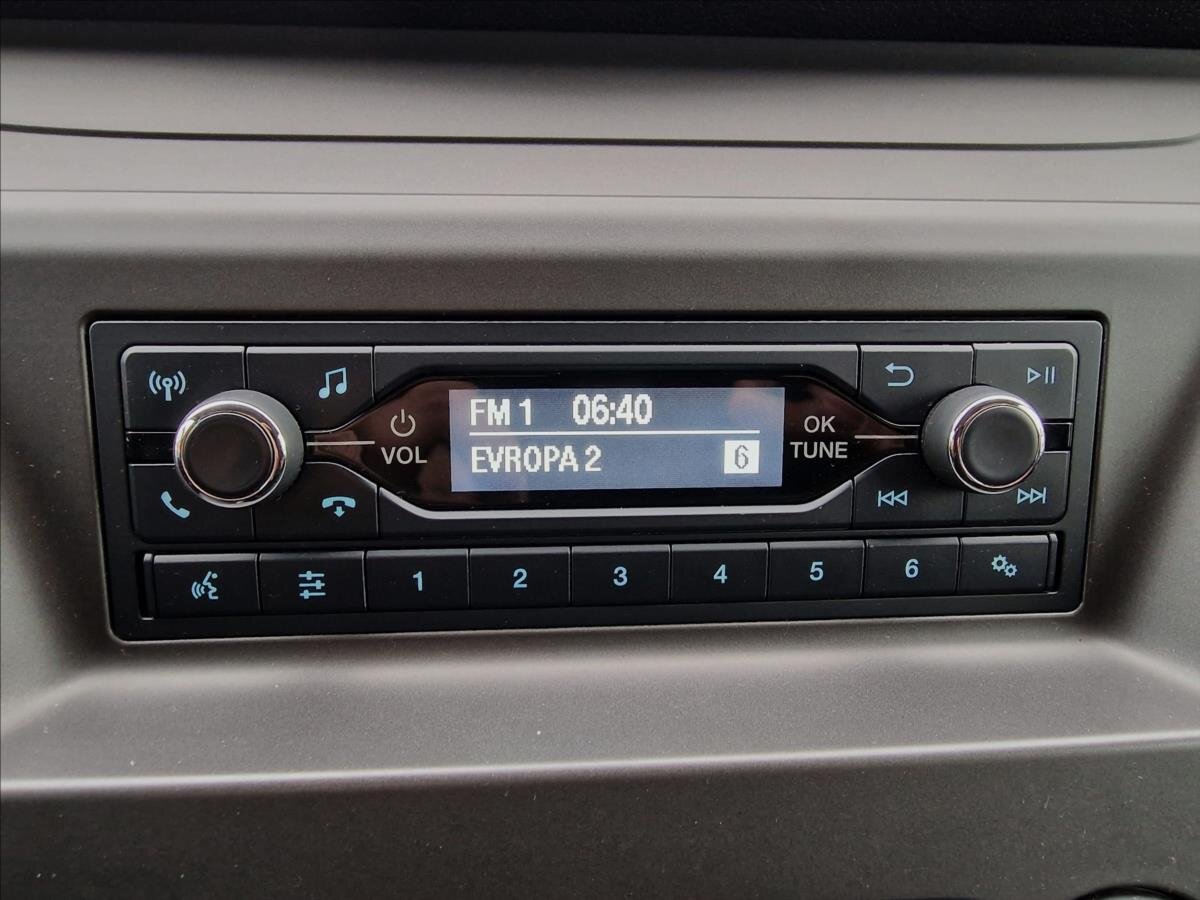 FM 1 06:40
EVROPA 2 6
VOL
OK
TUNE
1 2 3 4 5 6